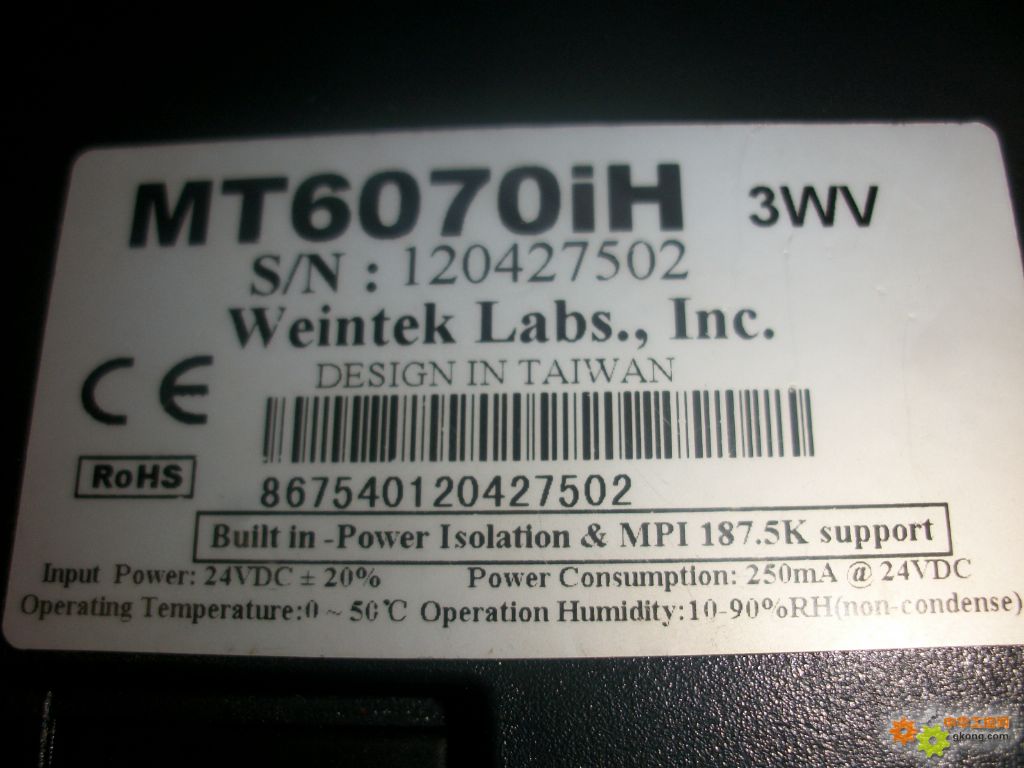 MT6070iH 3WV
S/N : 120427502
Weintek Labs., Inc.
DESIGN IN TAIWAN
CE
RoHS
867540120427502
Built in -Power Isolation & MPI 187.5K support
Input Power: 24VDC ± 20% Power Consumption: 250mA @ 24VDC
Operating Temperature:0 ~ 50℃ Operation Humidity:10-90%RH(non-condense)
gkong.com